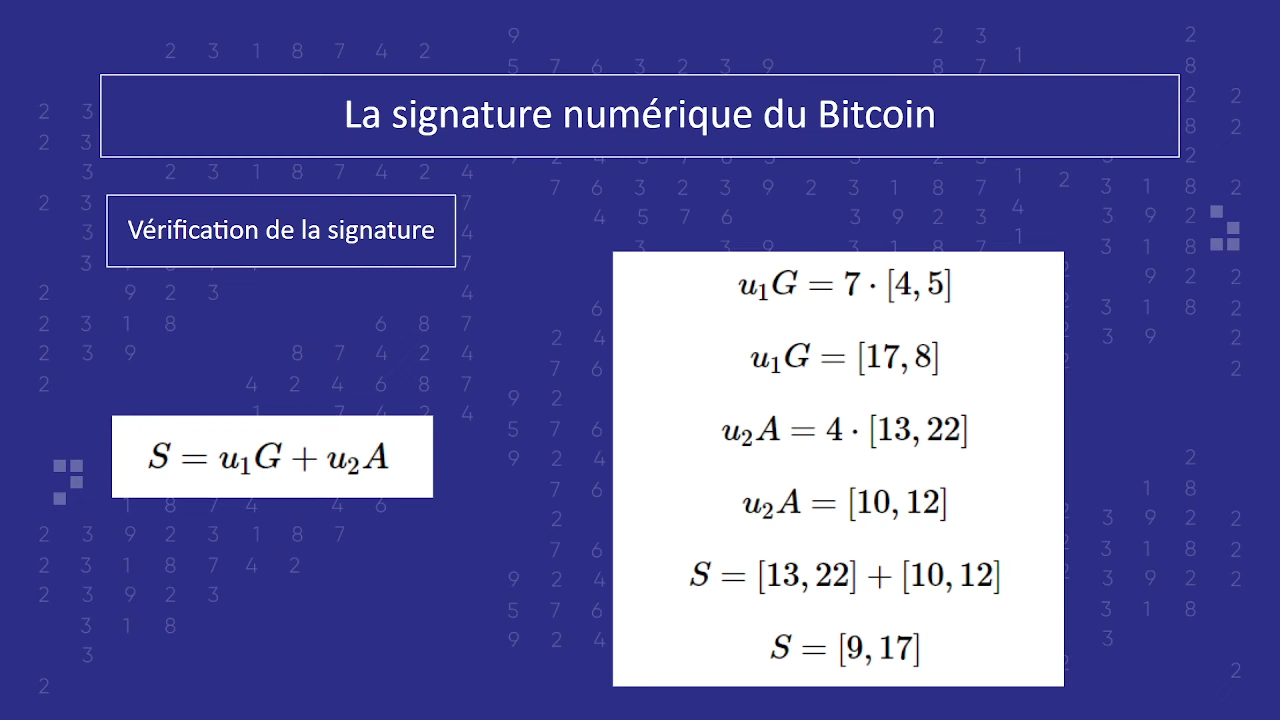 La signature numérique du Bitcoin
Vérification de la signature
S = u₁G + u₂A
u₁G = 7 · [4, 5]
u₁G = [17, 8]
u₂A = 4 · [13, 22]
u₂A = [10, 12]
S = [13, 22] + [10, 12]
S = [9, 17]